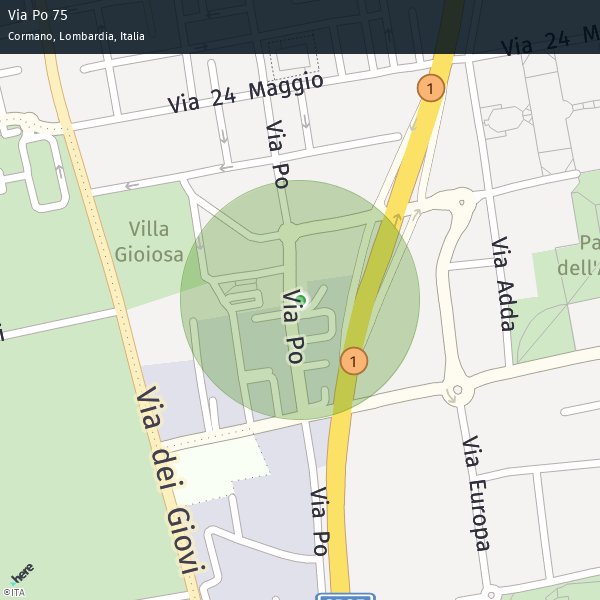 Via Po 75
Cormano, Lombardia, Italia
Via 24 M
Via 24 Maggio
1
Via Po
Villa
Gioiosa
Via Adda
Pa
dell'A
Via Po
1
Via dei Giovi
Via Europa
Via Po
here
©ITA